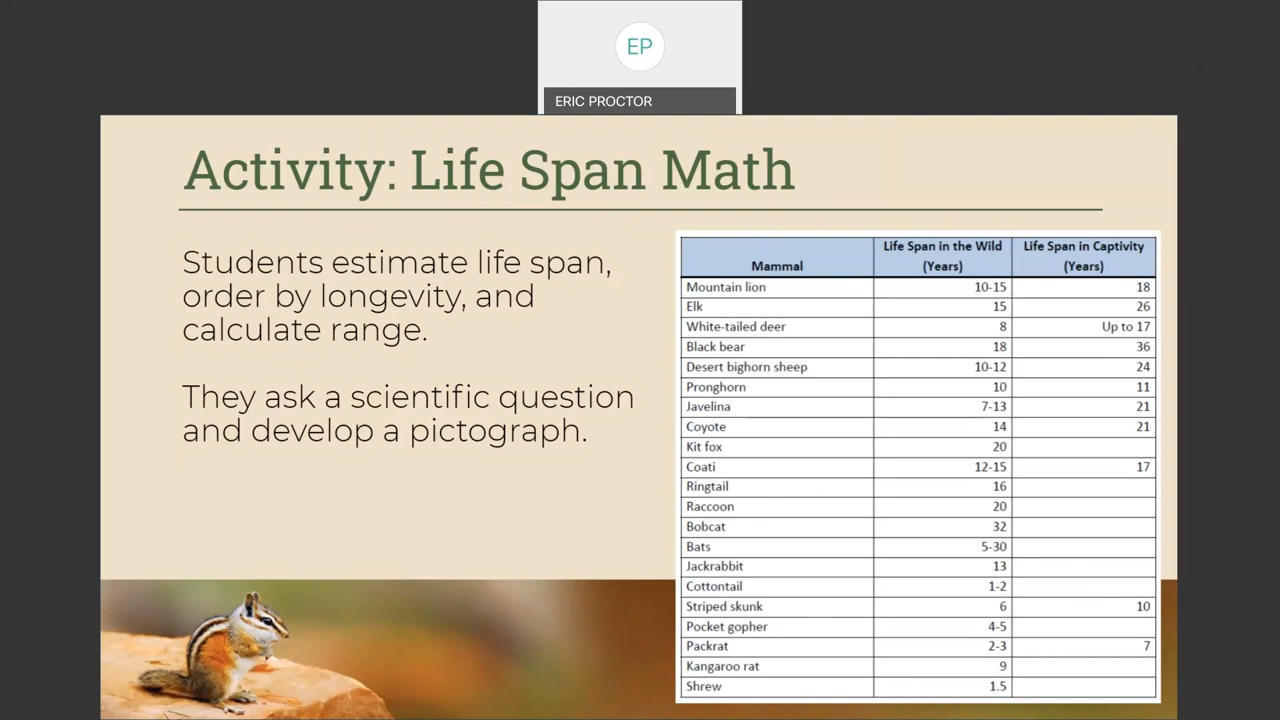 EP
ERIC PROCTOR
Activity: Life Span Math
Students estimate life span,
order by longevity, and
calculate range.
They ask a scientific question
and develop a pictograph.
Mammal Life Span in the Wild (Years) Life Span in Captivity (Years)
Mountain lion 10-15 18
Elk 15 26
White-tailed deer 8 Up to 17
Black bear 18 36
Desert bighorn sheep 10-12 24
Pronghorn 10 11
Javelina 7-13 21
Coyote 14 21
Kit fox 20
Coati 12-15 17
Ringtail 16
Raccoon 20
Bobcat 32
Bats 5-30
Jackrabbit 13
Cottontail 1-2
Striped skunk 6 10
Pocket gopher 4-5
Packrat 2-3 7
Kangaroo rat 9
Shrew 1.5